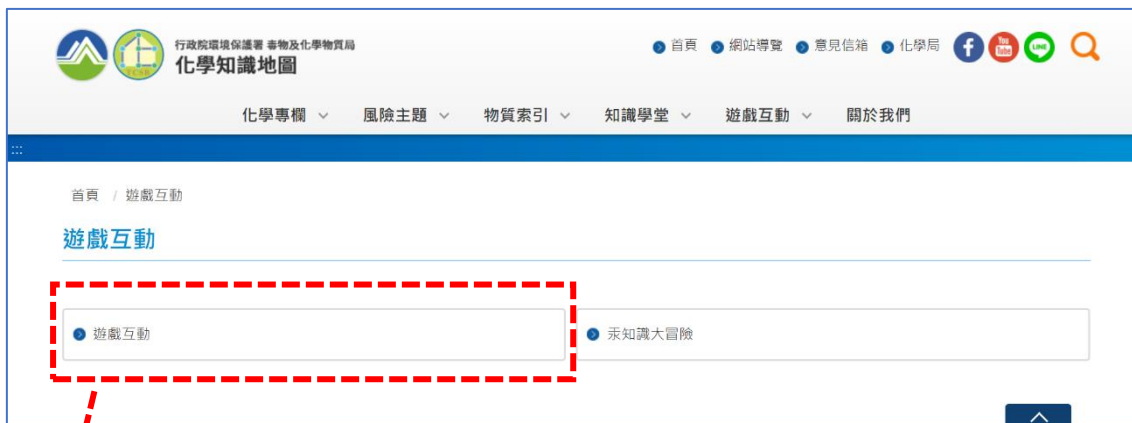 行政院環境保護署 毒物及化學物質局
化學知識地圖
TCSB
首頁 網站導覽 意見信箱 化學局
f You Tube LINE
化學專欄 風險主題 物質索引 知識學堂 遊戲互動 關於我們
:::
首頁 / 遊戲互動
遊戲互動
遊戲互動 汞知識大冒險